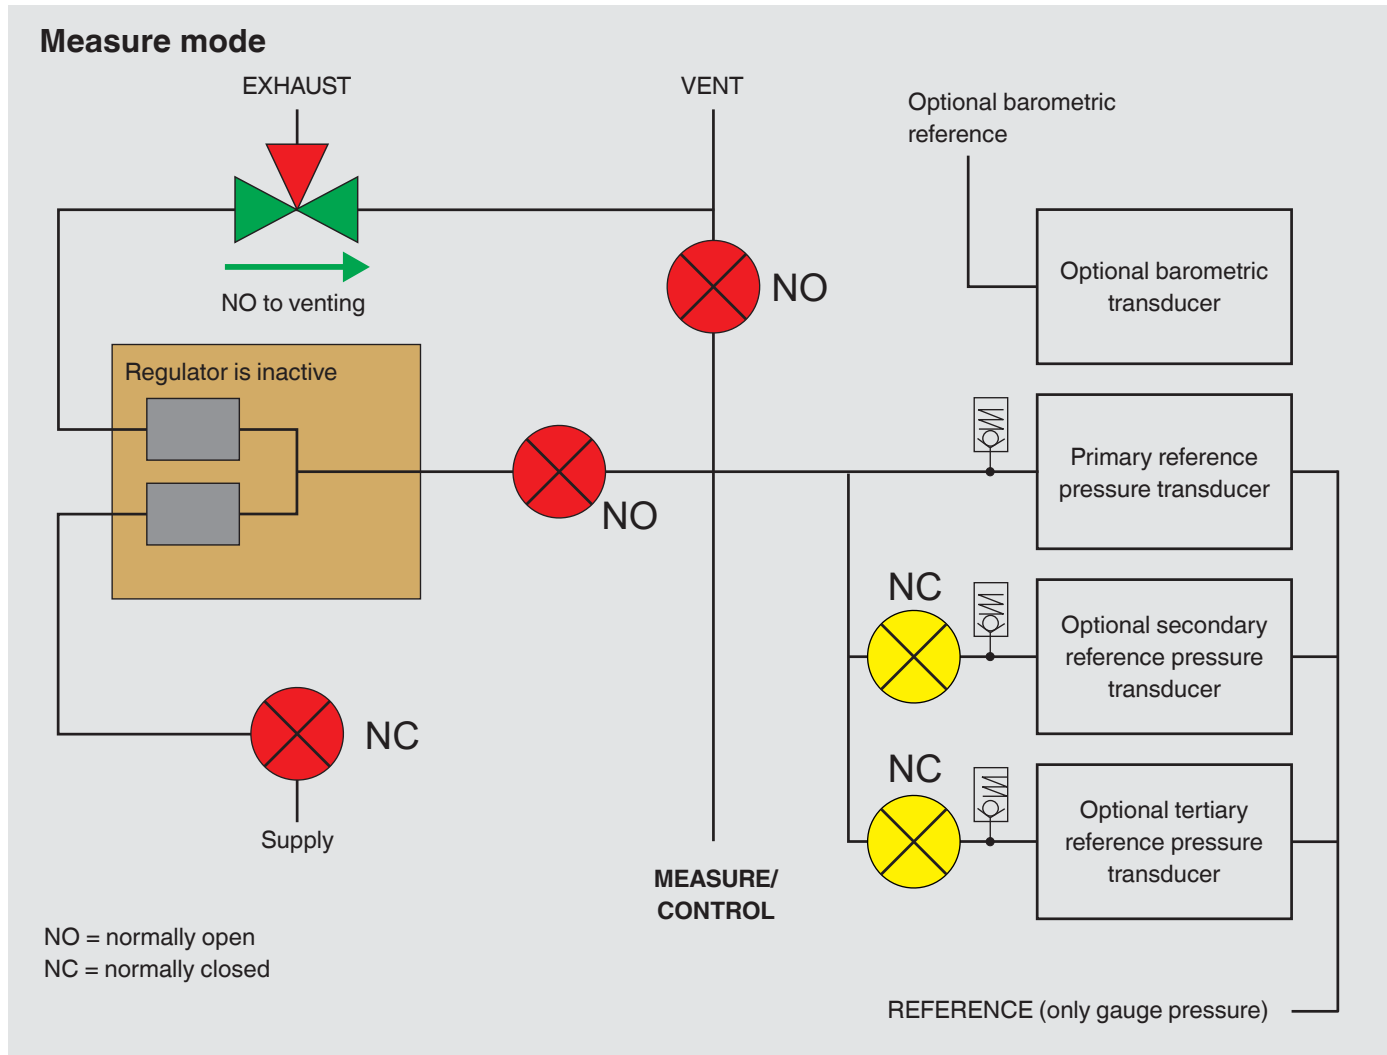 Measure mode
EXHAUST
VENT
Optional barometric
reference
NO to venting
NO
Optional barometric
transducer
Regulator is inactive
NO
Primary reference
pressure transducer
NC
Optional secondary
reference pressure
transducer
NC
Supply
NC
Optional tertiary
reference pressure
transducer
MEASURE/
CONTROL
NO = normally open
NC = normally closed
REFERENCE (only gauge pressure)